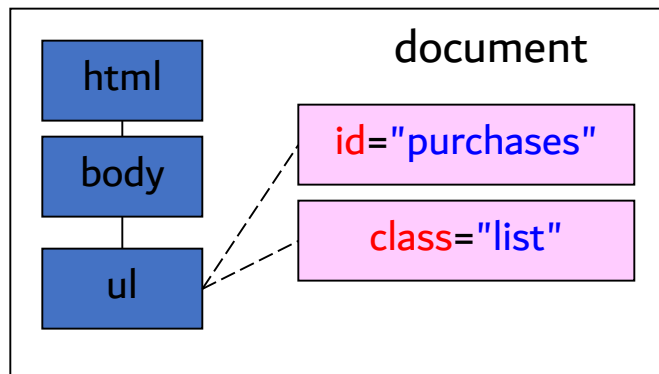 document
html
body
ul
id="purchases"
class="list"